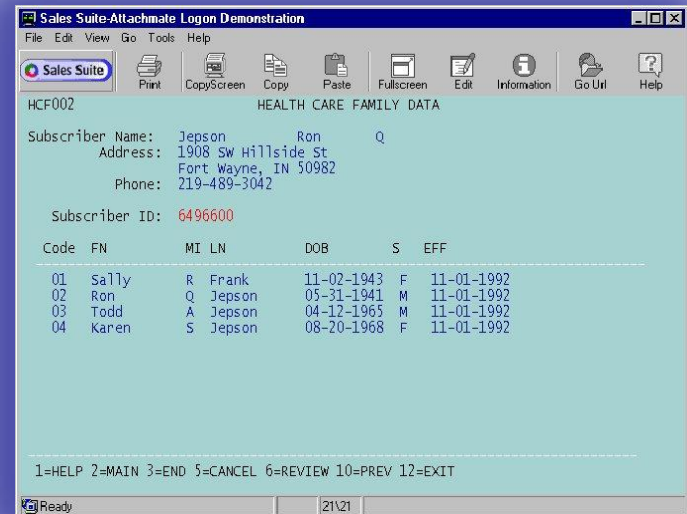 Sales Suite-Attachmate Logon Demonstration
File Edit View Go Tools Help
Sales Suite Print CopyScreen Copy Paste Fullscreen Edit Information Go Url Help
HCF002 HEALTH CARE FAMILY DATA
Subscriber Name: Jepson Ron Q
Address: 1908 SW Hillside St
Fort Wayne, IN 50982
Phone: 219-489-3042
Subscriber ID: 6496600
Code FN MI LN DOB S EFF
01 Sally R Frank 11-02-1943 F 11-01-1992
02 Ron Q Jepson 05-31-1941 M 11-01-1992
03 Todd A Jepson 04-12-1965 M 11-01-1992
04 Karen S Jepson 08-20-1968 F 11-01-1992
1=HELP 2=MAIN 3=END 5=CANCEL 6=REVIEW 10=PREV 12=EXIT
Ready 21\21